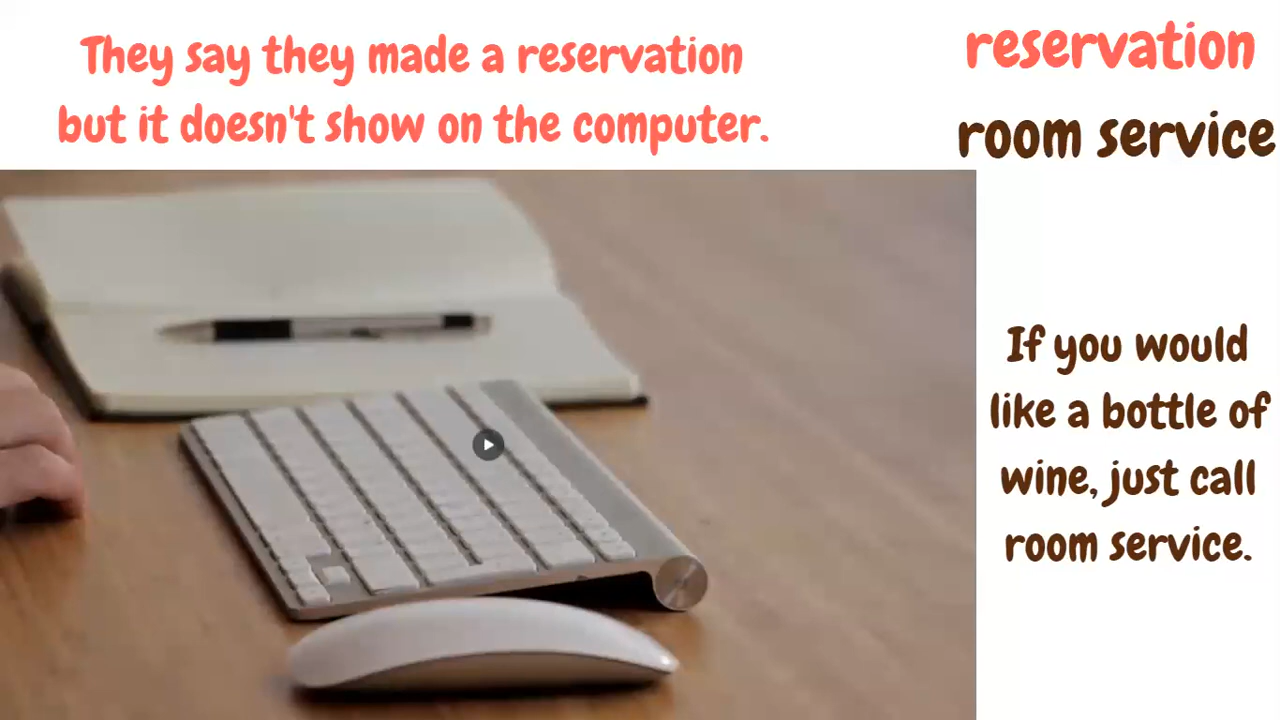 They say they made a reservation
but it doesn't show on the computer.
reservation
room service
If you would
like a bottle of
wine, just call
room service.